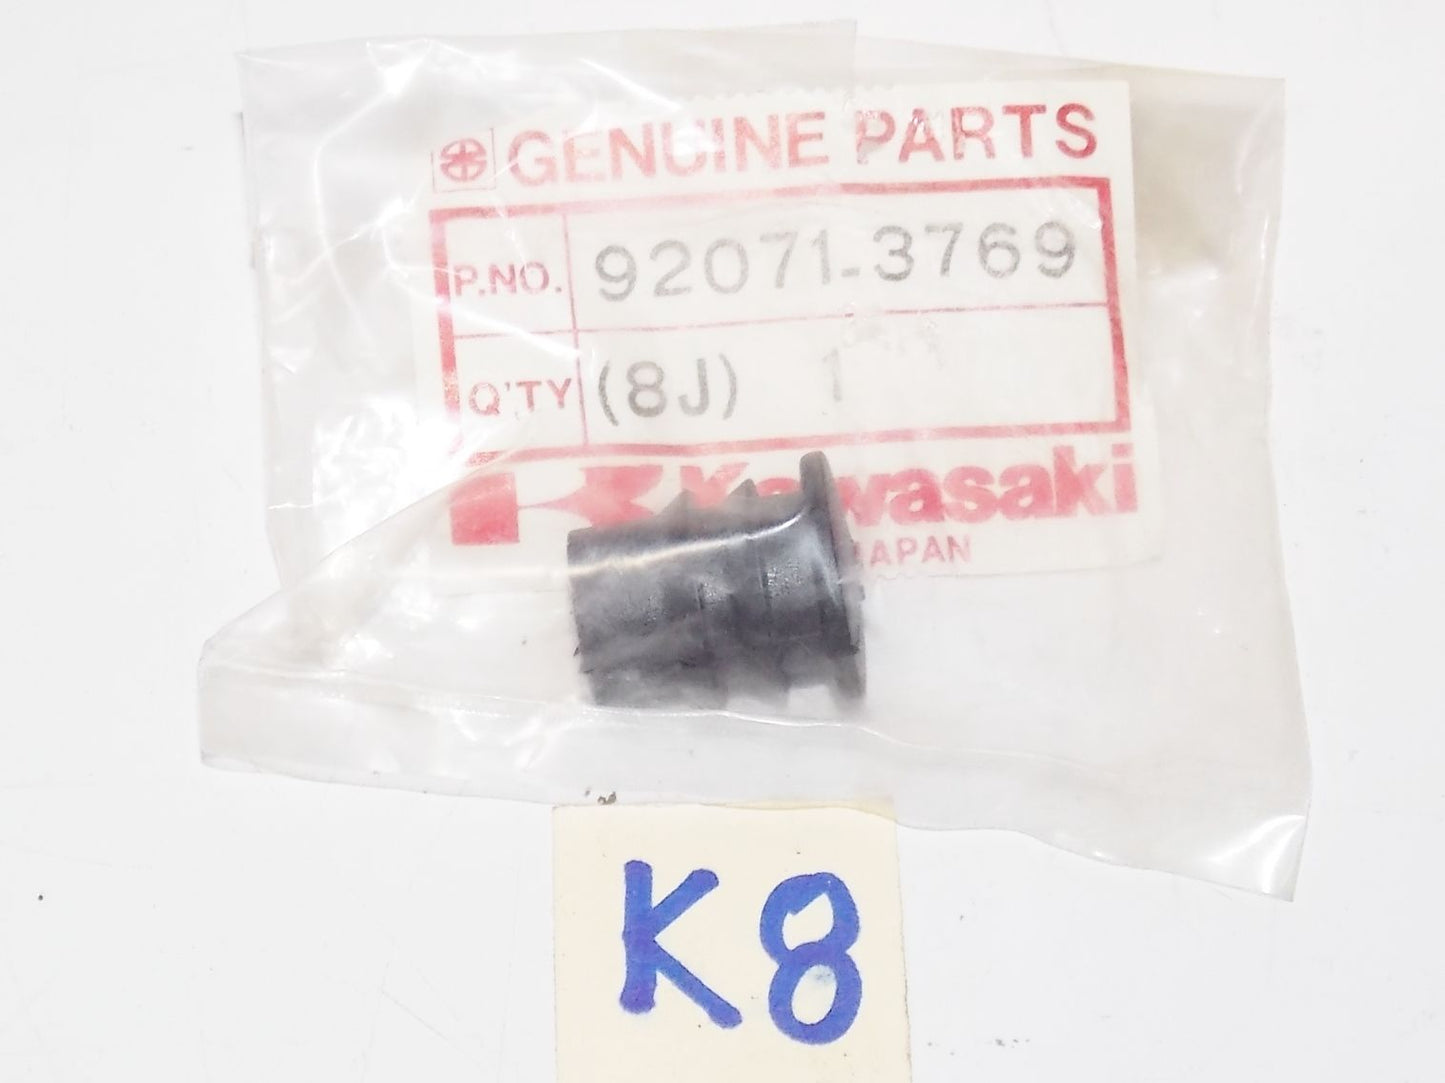 GENUINE PARTS
P.NO. 92071-3769
Q'TY (8J) 1
Kawasaki
JAPAN
K8